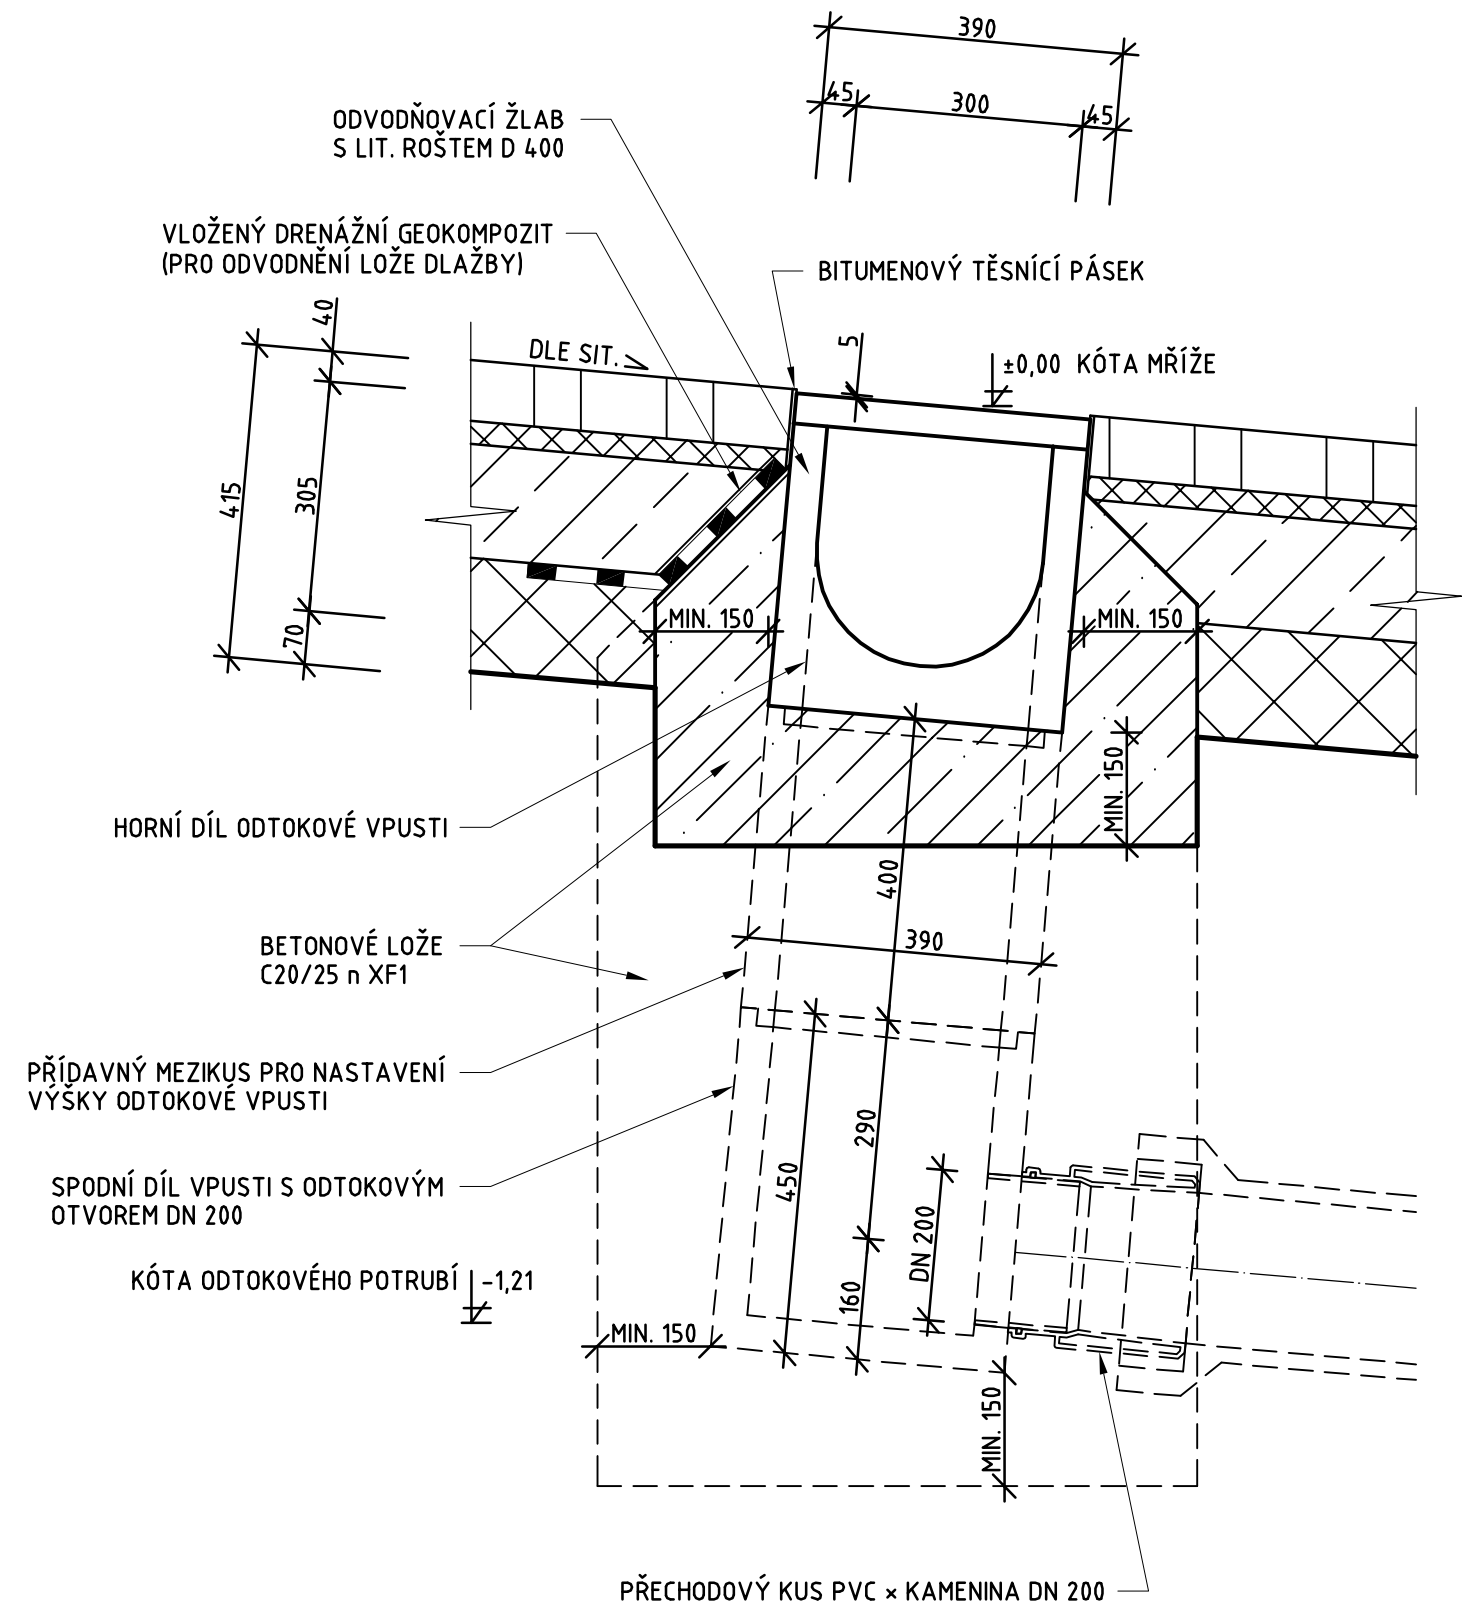 390
45
300
45
ODVODŇOVACÍ ŽLAB
S LIT. ROŠTEM D 400
VLOŽENÝ DRENÁŽNÍ GEOKOMPOZIT
(PRO ODVODNĚNÍ LOŽE DLAŽBY)
BITUMENOVÝ TĚSNÍCÍ PÁSEK
40
5
DLE SIT.
±0,00 KÓTA MŘÍŽE
415
305
70
MIN. 150
MIN. 150
MIN. 150
HORNÍ DÍL ODTOKOVÉ VPUSTI
400
390
BETONOVÉ LOŽE
C20/25 n XF1
PŘÍDAVNÝ MEZIKUS PRO NASTAVENÍ
VÝŠKY ODTOKOVÉ VPUSTI
290
450
SPODNÍ DÍL VPUSTI S ODTOKOVÝM
OTVOREM DN 200
DN 200
KÓTA ODTOKOVÉHO POTRUBÍ -1,21
160
MIN. 150
MIN. 150
PŘECHODOVÝ KUS PVC × KAMENINA DN 200